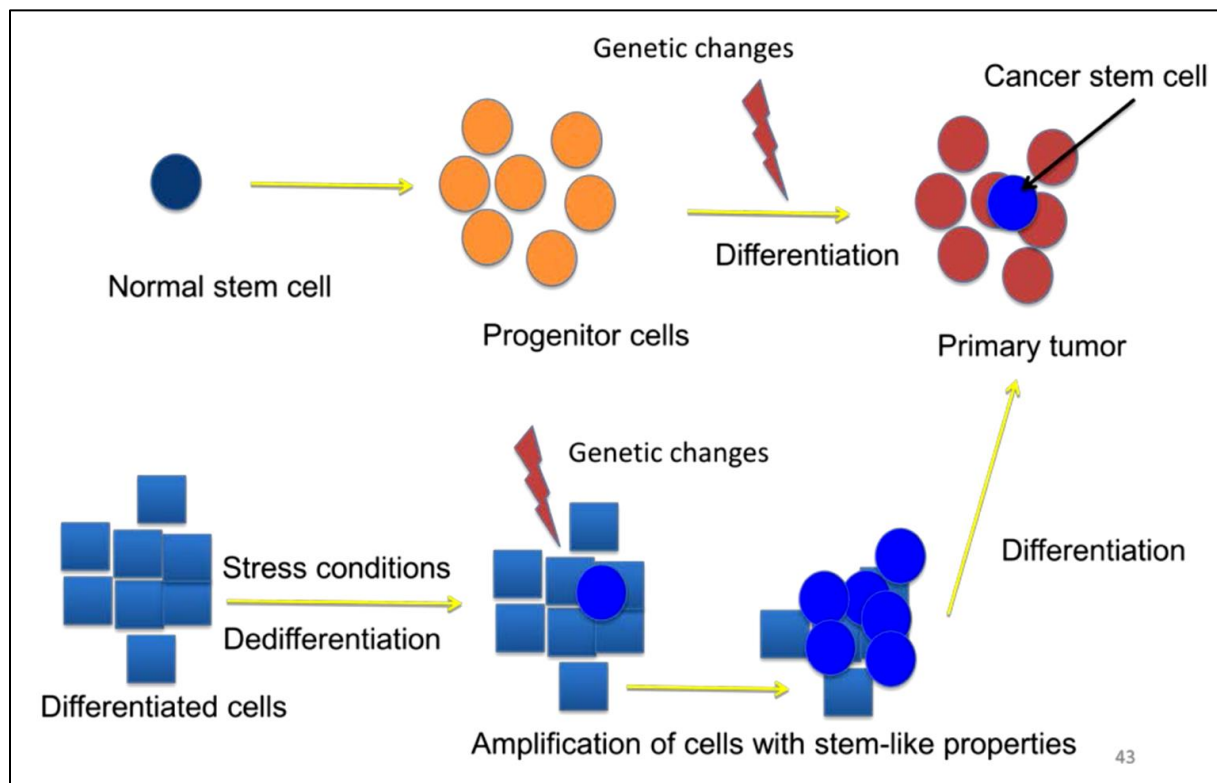 Genetic changes
Cancer stem cell
Normal stem cell
Progenitor cells
Differentiation
Primary tumor
Genetic changes
Stress conditions
Dedifferentiation
Differentiation
Differentiated cells
Amplification of cells with stem-like properties
43